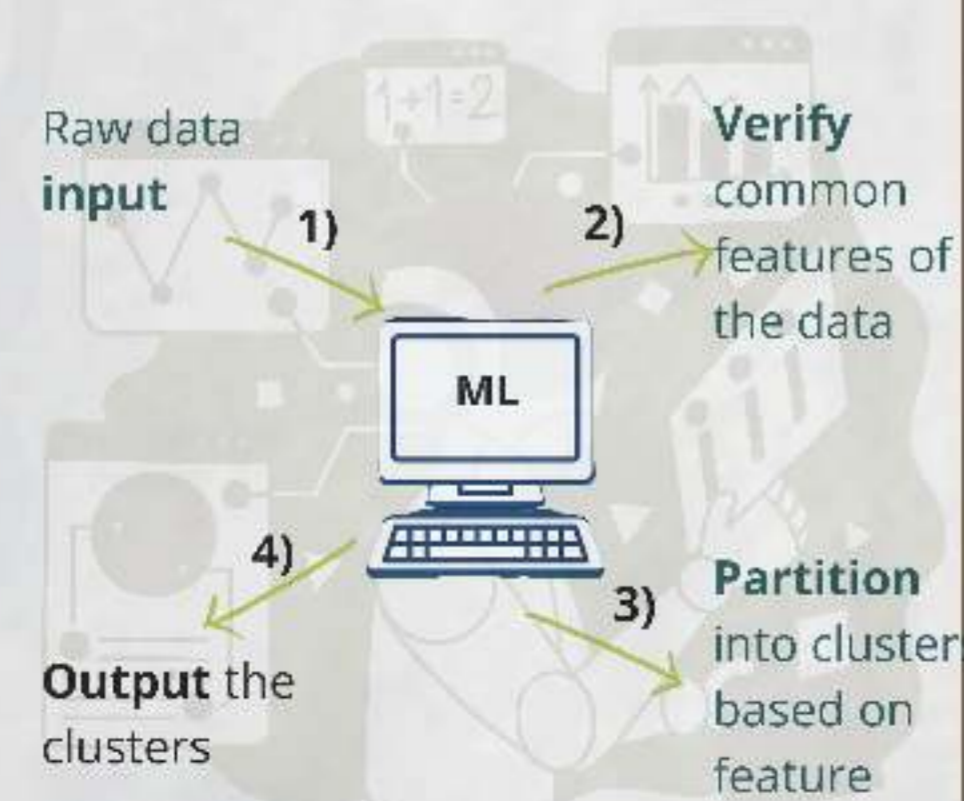 1+1=2
Raw data
input
1)
2)
Verify
common
features of
the data
ML
3)
Partition
into cluster
based on
feature
4)
Output the
clusters